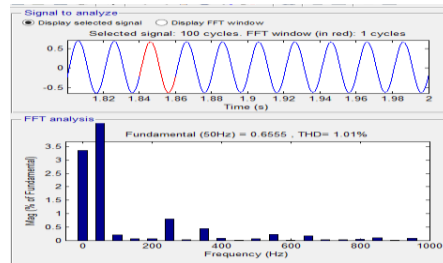 Signal to analyze
Display selected signal Display FFT window
Selected signal: 100 cycles. FFT window (in red): 1 cycles
0.5
0
-0.5
1.82 1.84 1.86 1.88 1.9 1.92 1.94 1.96 1.98 2
Time (s)
FFT analysis
Fundamental (50Hz) = 0.6555 , THD= 1.01%
Mag (% of Fundamental)
3.5
3
2.5
2
1.5
1
0.5
0
0 200 400 600 800 1000
Frequency (Hz)